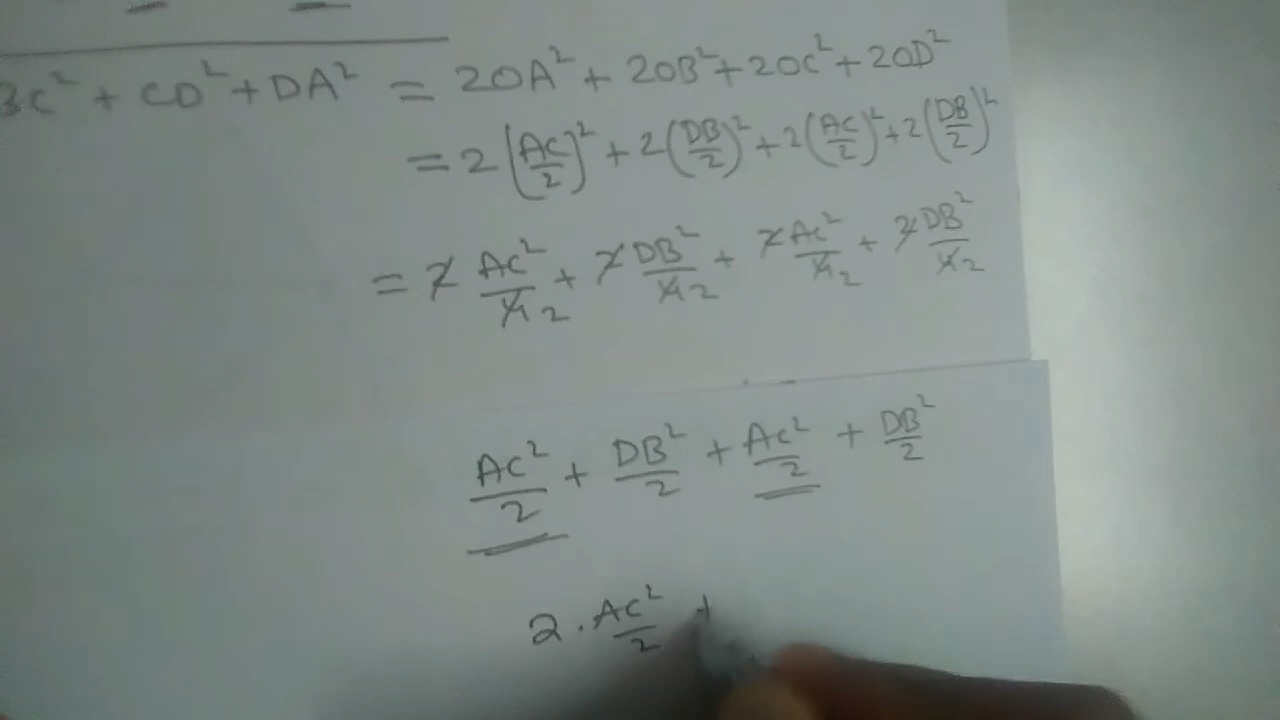 BC² + CD² + DA² = 2OA² + 2OB² + 2OC² + 2OD²
= 2(AC/2)² + 2(DB/2)² + 2(AC/2)² + 2(DB/2)²
= 2 AC²/4 2 + 2 DB²/4 2 + 2 AC²/4 2 + 2 DB²/4 2
AC²/2 + DB²/2 + AC²/2 + DB²/2
2 . AC²/2 +